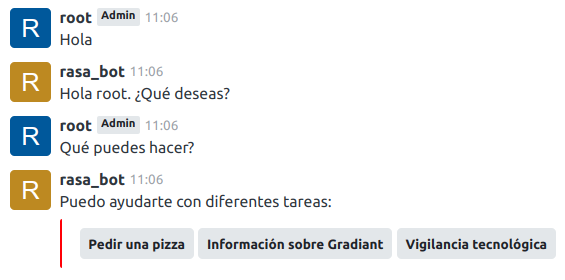 R root Admin 11:06
Hola
R rasa_bot 11:06
Hola root. ¿Qué deseas?
R root Admin 11:06
Qué puedes hacer?
R rasa_bot 11:06
Puedo ayudarte con diferentes tareas:
Pedir una pizza Información sobre Gradiant Vigilancia tecnológica